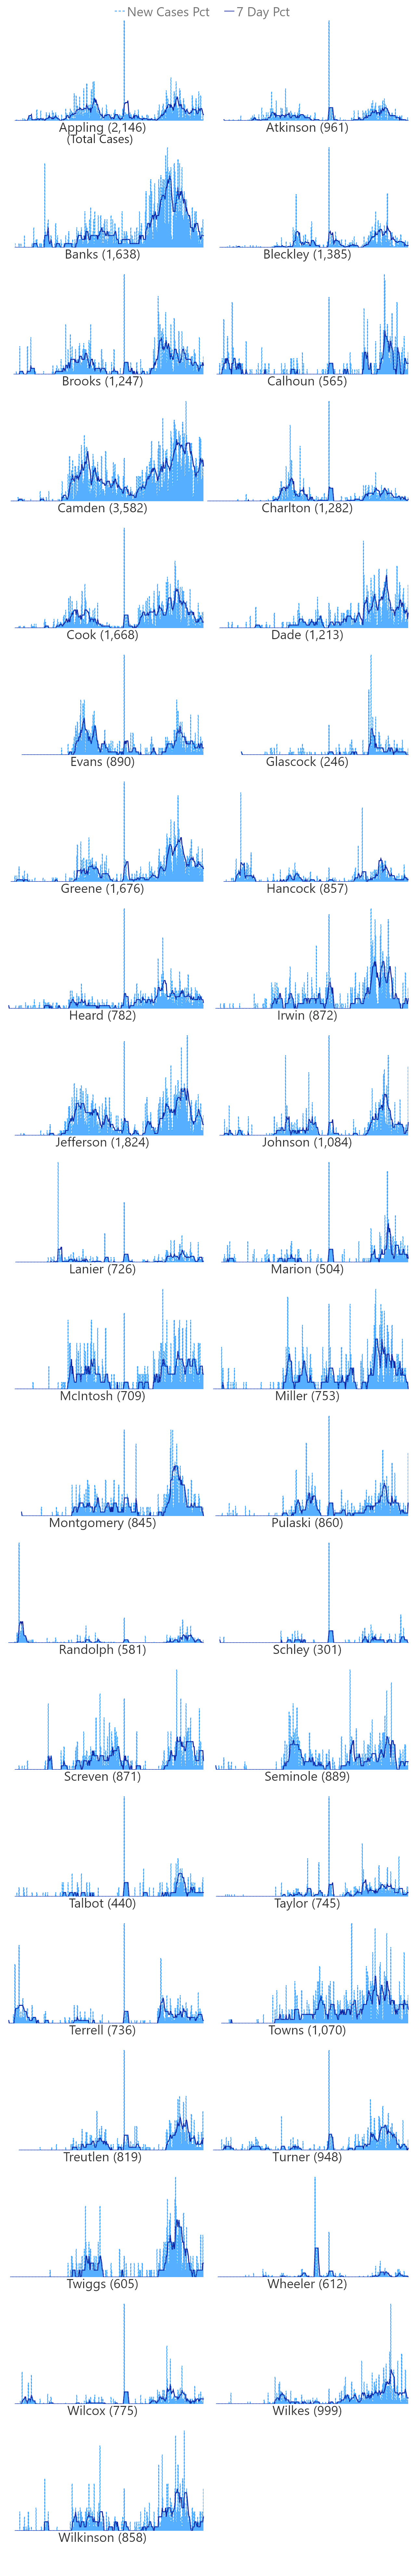 New Cases Pct 7 Day Pct
Appling (2,146) Atkinson (961)
(Total Cases)
Banks (1,638) Bleckley (1,385)
Brooks (1,247) Calhoun (565)
Camden (3,582) Charlton (1,282)
Cook (1,668) Dade (1,213)
Evans (890) Glascock (246)
Greene (1,676) Hancock (857)
Heard (782) Irwin (872)
Jefferson (1,824) Johnson (1,084)
Lanier (726) Marion (504)
McIntosh (709) Miller (753)
Montgomery (845) Pulaski (860)
Randolph (581) Schley (301)
Screven (871) Seminole (889)
Talbot (440) Taylor (745)
Terrell (736) Towns (1,070)
Treutlen (819) Turner (948)
Twiggs (605) Wheeler (612)
Wilcox (775) Wilkes (999)
Wilkinson (858)